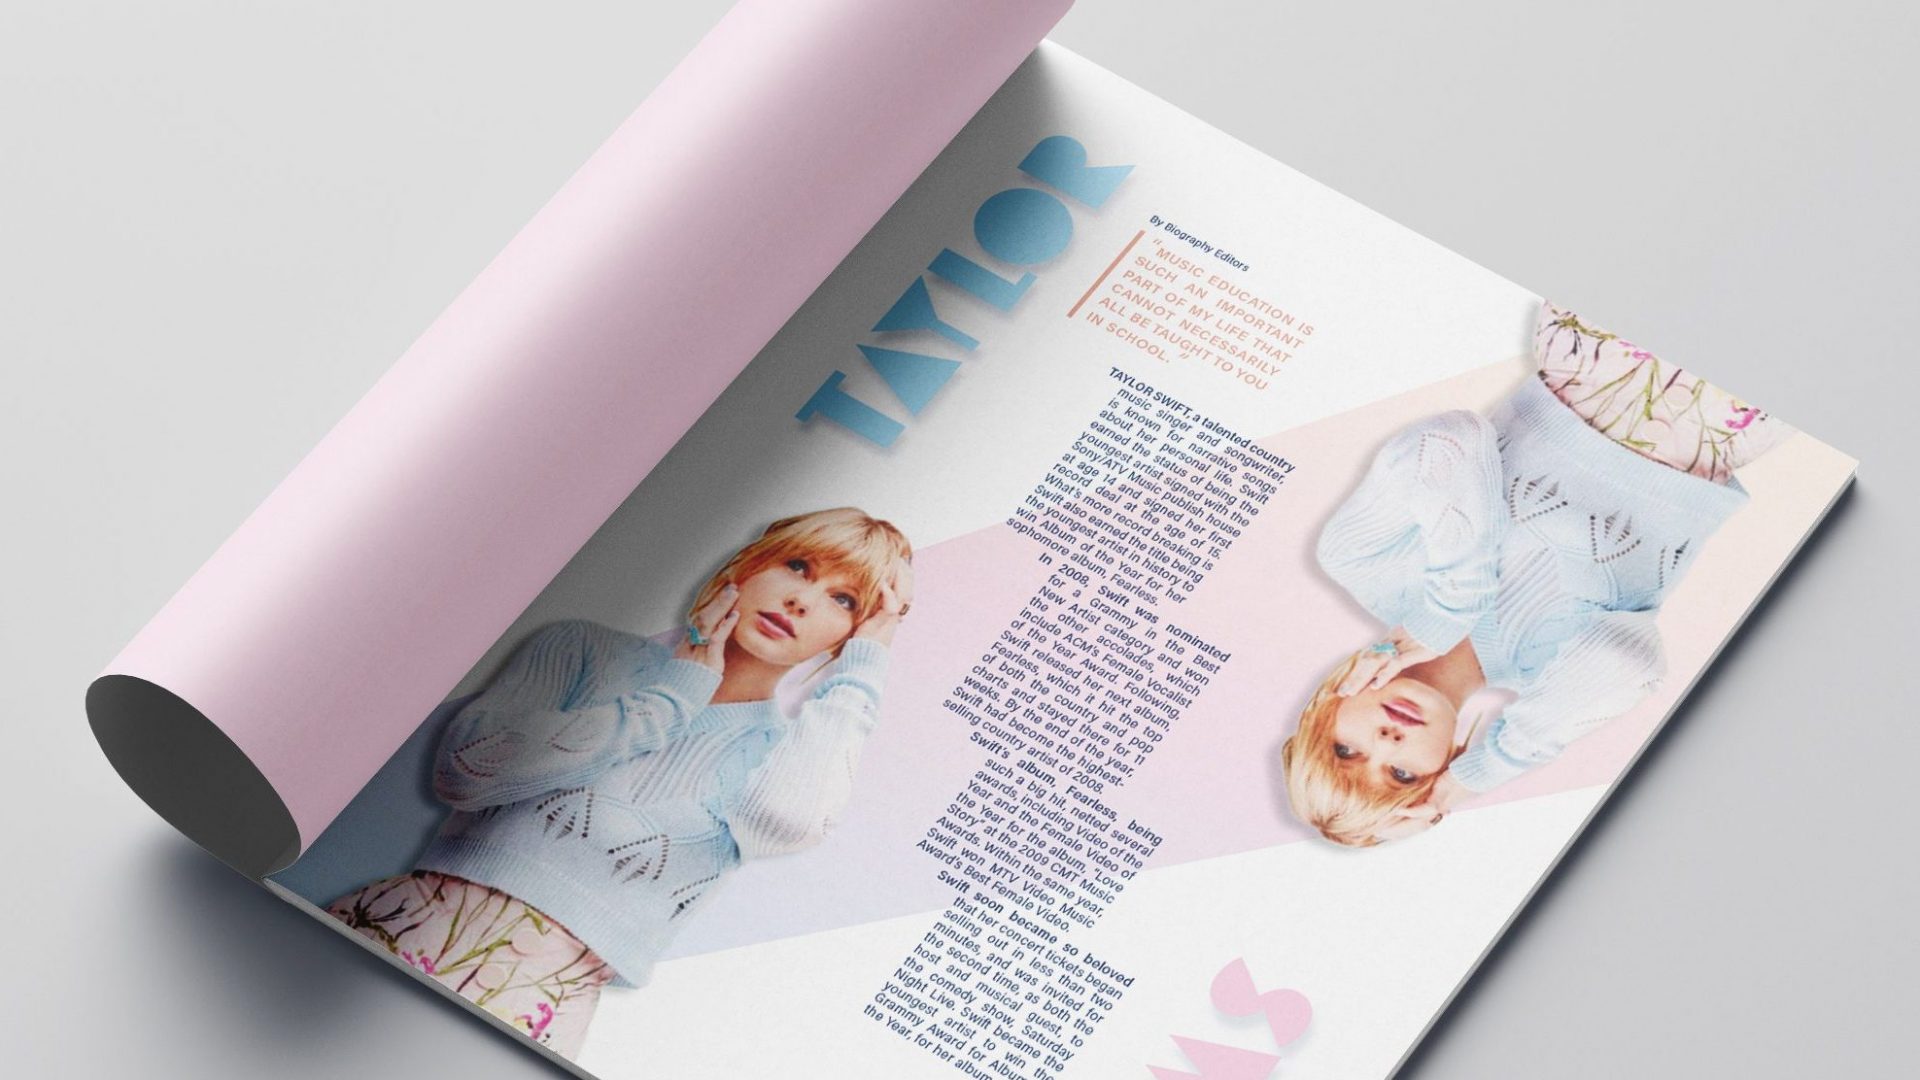 TAYLOR
By Biography Editors
“MUSIC EDUCATION IS
SUCH AN IMPORTANT
PART OF MY LIFE THAT
CANNOT NECESSARILY
ALL BE TAUGHT TO YOU
IN SCHOOL.”
TAYLOR SWIFT, a talented country
music singer and songwriter,
is known for narrative songs
about her personal life. Swift
earned the status of being the
youngest artist signed with the
Sony/ATV Music publish house
at age 14 and signed her first
record deal at the age of 15.
What's more record breaking is
Swift also earned the title being
the youngest artist in history to
win Album of the Year for her
sophomore album, Fearless.
In 2008, Swift was nominated
for a Grammy in the Best
New Artist category and won
the other accolades, which
include ACM's Female Vocalist
of the Year Award. Following,
Swift released her next album,
Fearless, which it hit the top
of both the country and pop
charts and stayed there for 11
weeks. By the end of the year,
Swift had become the highest-
selling country artist of 2008.
Swift's album, Fearless, being
such a big hit, netted several
awards, including Video of the
Year and the Female Video of
the Year for the album, “Love
Story” at the 2009 CMT Music
Awards. Within the same year,
Swift won MTV Video Music
Award's Best Female Video.
Swift soon became so beloved
that her concert tickets began
selling out in less than two
minutes, and was invited for
the second time, as both the
host and musical guest, to
the comedy show, Saturday
Night Live. Swift became the
youngest artist to win the
Grammy Award for Album
the Year, for her album
SW